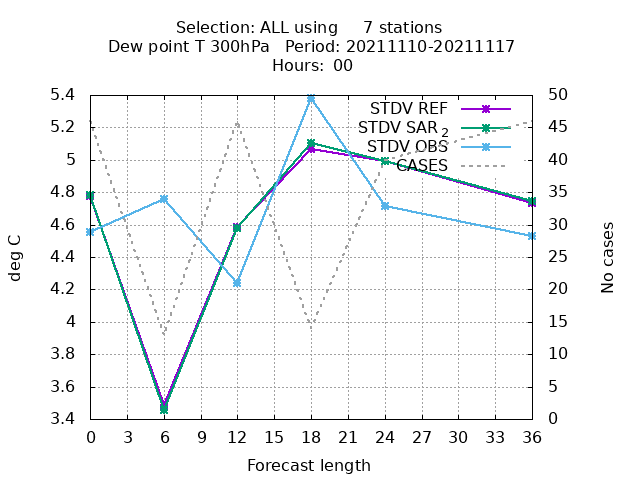 Selection: ALL using     7 stations
Dew point T 300hPa   Period: 20211110-20211117
Hours:  00
5.4
5.2
5
4.8
4.6
4.4
4.2
4
3.8
3.6
3.4
50
45
40
35
30
25
20
15
10
5
0
STDV REF
STDV SAR2
STDV OBS
CASES
deg C
No cases
0 3 6 9 12 15 18 21 24 27 30 33 36
Forecast length